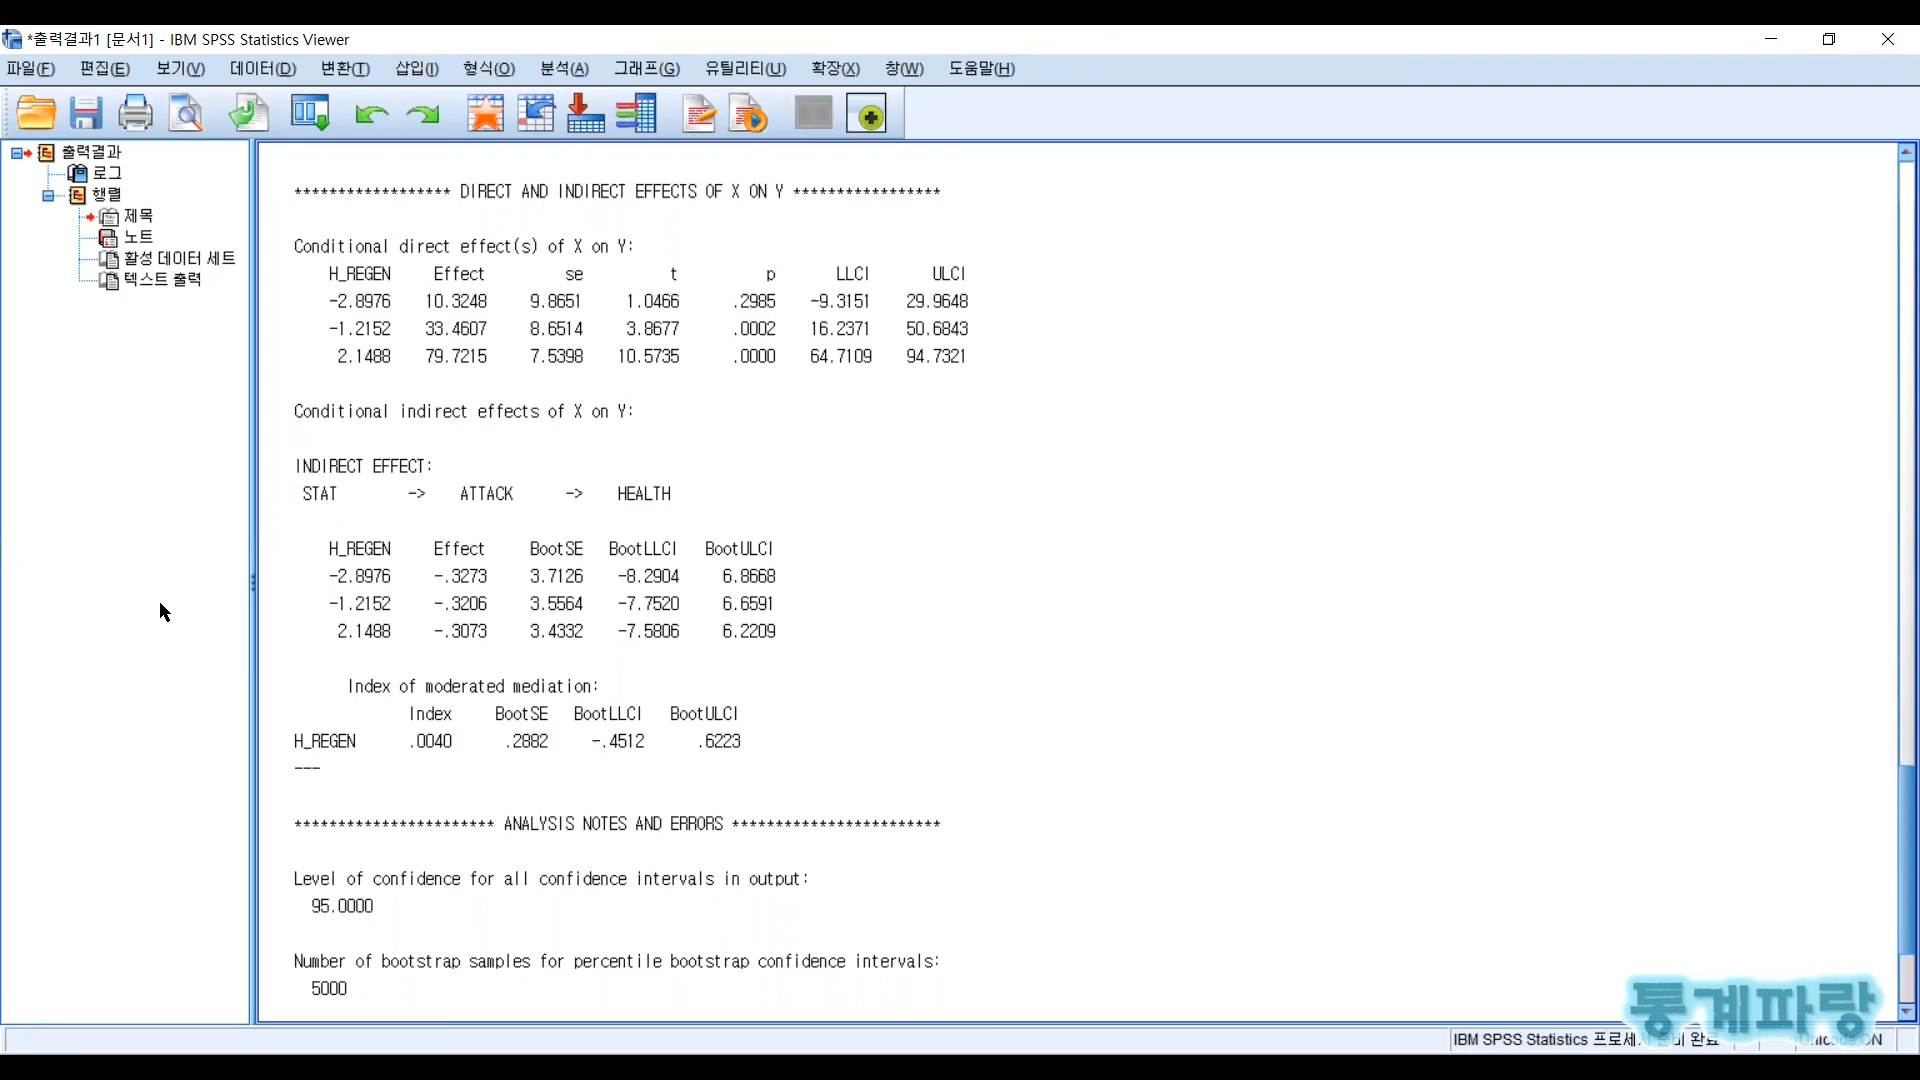 *출력결과1 [문서1] - IBM SPSS Statistics Viewer
파일(F) 편집(E) 보기(V) 데이터(D) 변환(T) 삽입(I) 형식(O) 분석(A) 그래프(G) 유틸리티(U) 확장(X) 창(W) 도움말(H)
출력결과
로그
행렬
제목
노트
활성 데이터 세트
텍스트 출력
****************** DIRECT AND INDIRECT EFFECTS OF X ON Y *****************
Conditional direct effect(s) of X on Y:
H_REGEN Effect se t p LLCI ULCI
-2.8976 10.3248 9.8651 1.0466 .2985 -9.3151 29.9648
-1.2152 33.4607 8.6514 3.8677 .0002 16.2371 50.6843
2.1488 79.7215 7.5398 10.5735 .0000 64.7109 94.7321
Conditional indirect effects of X on Y:
INDIRECT EFFECT:
STAT -> ATTACK -> HEALTH
H_REGEN Effect BootSE BootLLCI BootULCI
-2.8976 -.3273 3.7126 -8.2904 6.8668
-1.2152 -.3206 3.5564 -7.7520 6.6591
2.1488 -.3073 3.4332 -7.5806 6.2209
Index of moderated mediation:
Index BootSE BootLLCI BootULCI
H_REGEN .0040 .2882 -.4512 .6223
---
*********************** ANALYSIS NOTES AND ERRORS ************************
Level of confidence for all confidence intervals in output:
95.0000
Number of bootstrap samples for percentile bootstrap confidence intervals:
5000
통계파랑
IBM SPSS Statistics 완료 ON